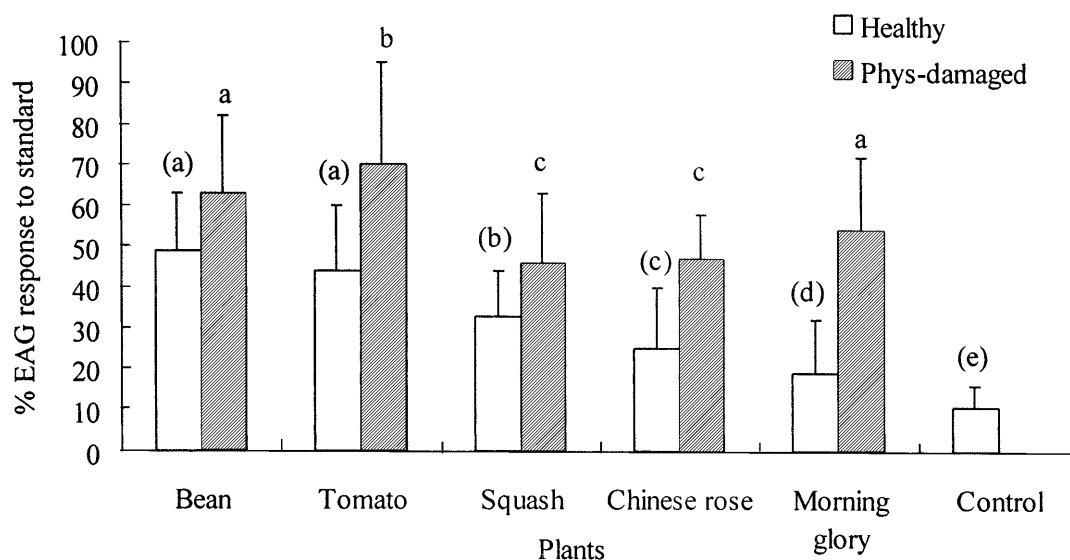 Healthy
Phys-damaged
% EAG response to standard
100
90
80
70
60
50
40
30
20
10
0
(a) a
(a) b
(b) c
(c) c
(d) a
(e)
Bean Tomato Squash Chinese rose Morning glory Control
Plants